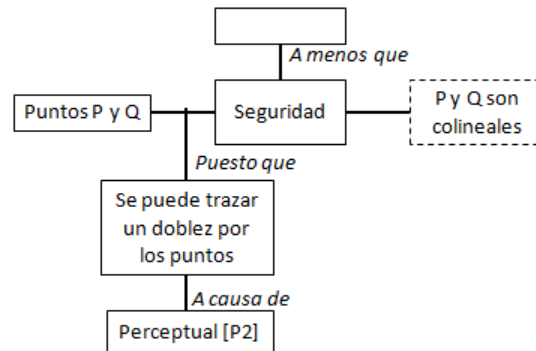 A menos que
Puntos P y Q
Seguridad
P y Q son
colineales
Puesto que
Se puede trazar
un doblez por
los puntos
A causa de
Perceptual [P2]